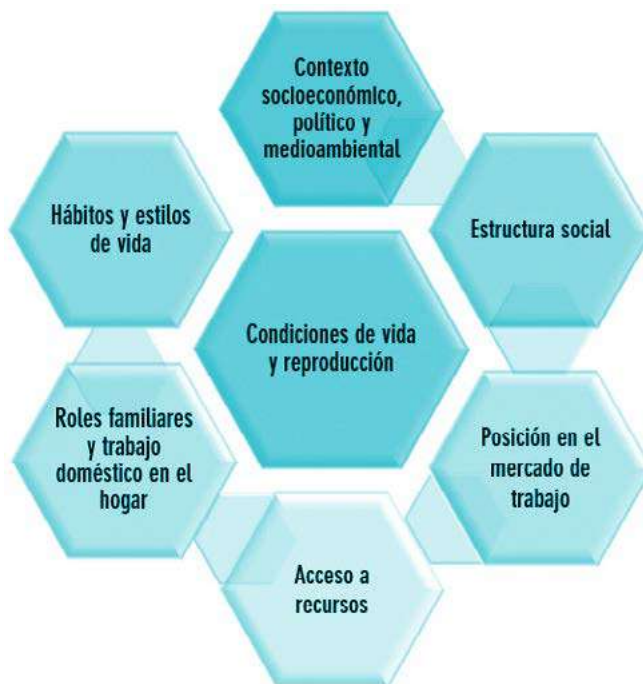 Contexto
socioeconómico,
político y
medioambiental
Estructura social
Posición en el
mercado de
trabajo
Acceso a
recursos
Roles familiares
y trabajo
doméstico en el
hogar
Hábitos y estilos
de vida
Condiciones de vida
y reproducción